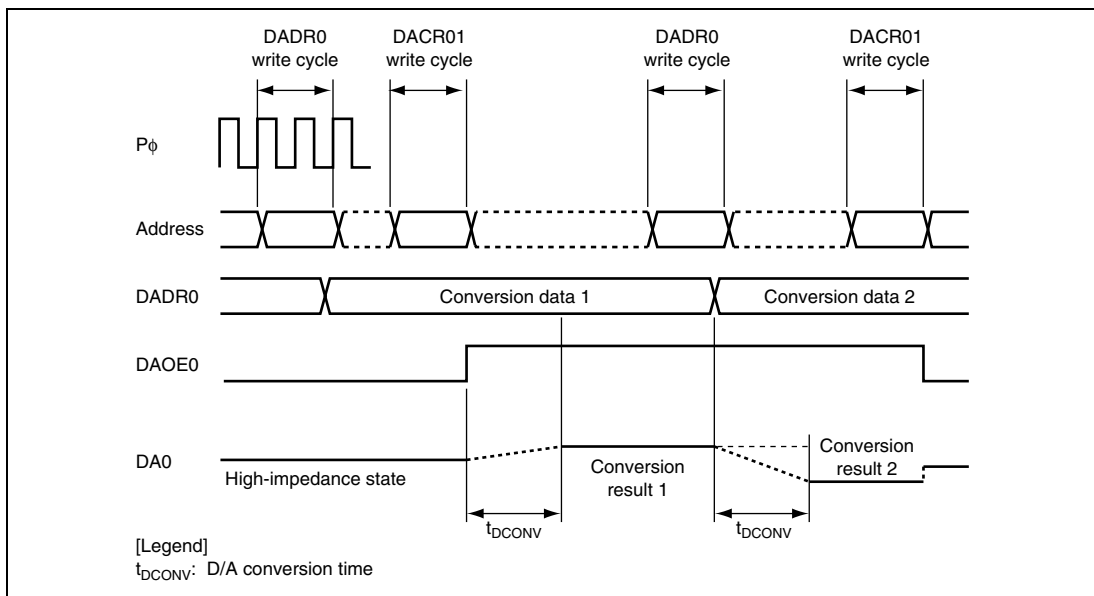 DADR0
write cycle
DACR01
write cycle
DADR0
write cycle
DACR01
write cycle
Pφ
Address
DADR0
Conversion data 1
Conversion data 2
DAOE0
DA0
High-impedance state
Conversion
result 1
Conversion
result 2
tDCONV
tDCONV
[Legend]
tDCONV: D/A conversion time